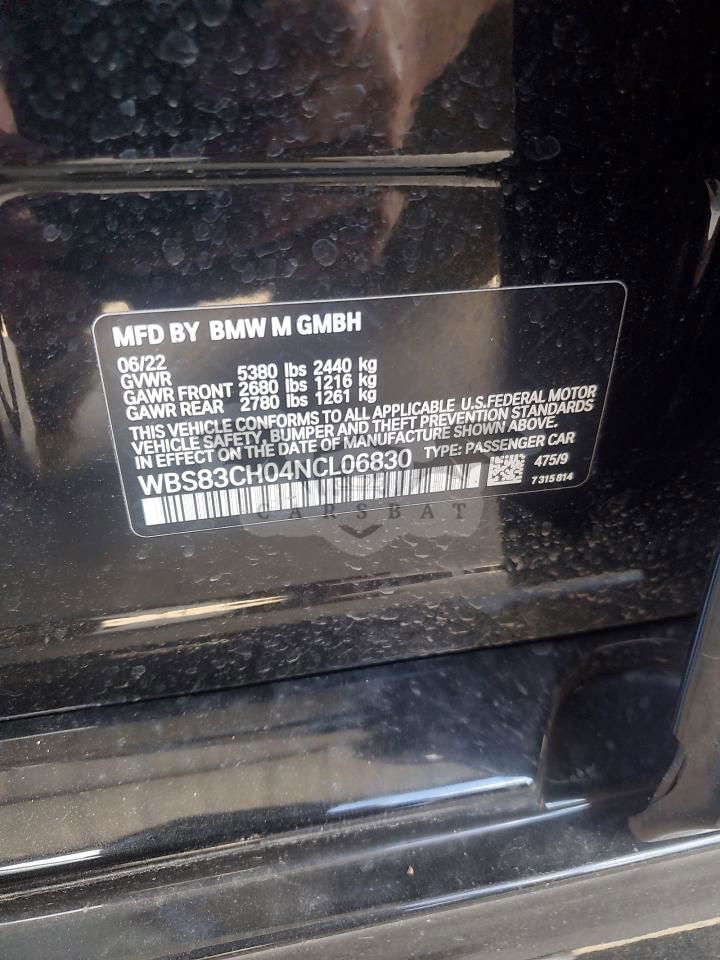 MFD BY BMW M GMBH
06/22
GVWR 5380 lbs 2440 kg
GAWR FRONT 2680 lbs 1216 kg
GAWR REAR 2780 lbs 1261 kg
THIS VEHICLE CONFORMS TO ALL APPLICABLE U.S.FEDERAL MOTOR
VEHICLE SAFETY, BUMPER AND THEFT PREVENTION STANDARDS
IN EFFECT ON THE DATE OF MANUFACTURE SHOWN ABOVE.
WBS83CH04NCL06830 TYPE: PASSENGER CAR
475/9
7 315 814
CARSBAT